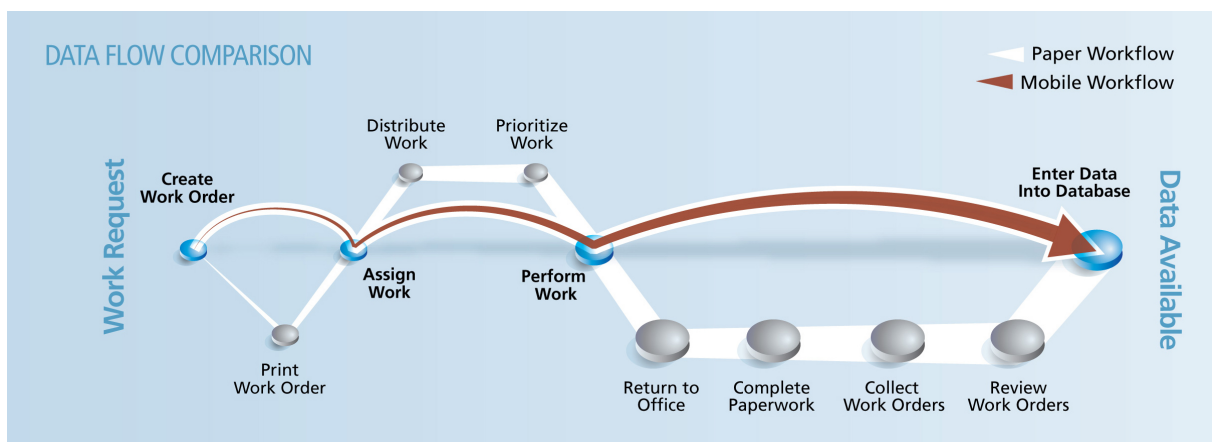 DATA FLOW COMPARISON
Paper Workflow
Mobile Workflow
Work Request
Create
Work Order
Print
Work Order
Assign
Work
Distribute
Work
Prioritize
Work
Perform
Work
Return to
Office
Complete
Paperwork
Collect
Work Orders
Review
Work Orders
Enter Data
Into Database
Data Available